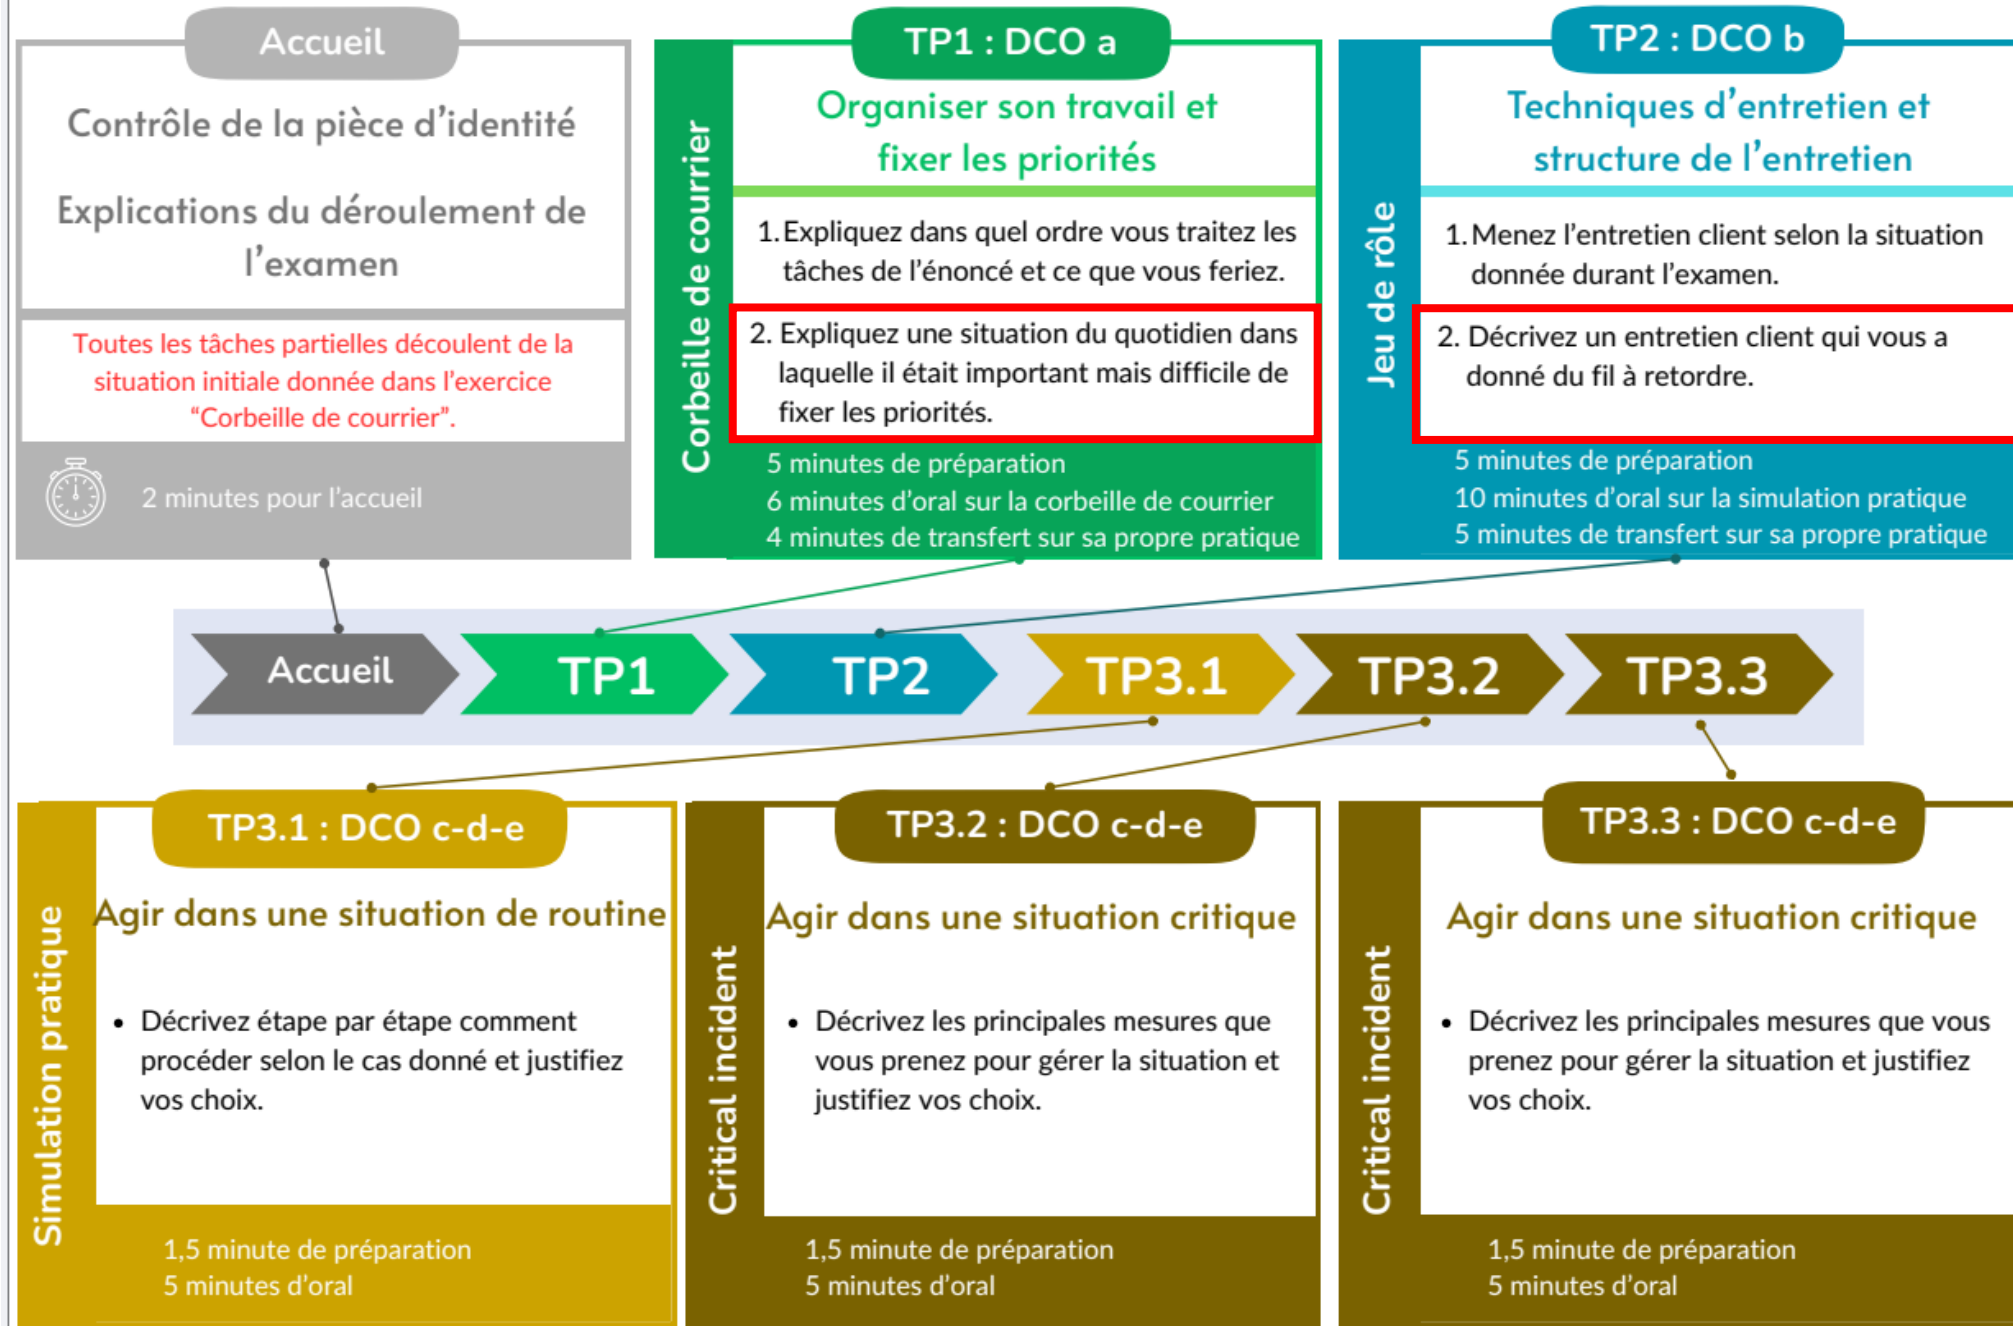 Accueil
Contrôle de la pièce d'identité
Explications du déroulement de
l'examen
Toutes les tâches partielles découlent de la
situation initiale donnée dans l'exercice
“Corbeille de courrier”.
2 minutes pour l'accueil
Corbeille de courrier
TP1 : DCO a
Organiser son travail et
fixer les priorités
1. Expliquez dans quel ordre vous traitez les
tâches de l'énoncé et ce que vous feriez.
2. Expliquez une situation du quotidien dans
laquelle il était important mais difficile de
fixer les priorités.
5 minutes de préparation
6 minutes d'oral sur la corbeille de courrier
4 minutes de transfert sur sa propre pratique
Jeu de rôle
TP2 : DCO b
Techniques d'entretien et
structure de l'entretien
1. Menez l'entretien client selon la situation
donnée durant l'examen.
2. Décrivez un entretien client qui vous a
donné du fil à retordre.
5 minutes de préparation
10 minutes d'oral sur la simulation pratique
5 minutes de transfert sur sa propre pratique
Accueil
TP1
TP2
TP3.1
TP3.2
TP3.3
Simulation pratique
TP3.1 : DCO c-d-e
Agir dans une situation de routine
• Décrivez étape par étape comment
procéder selon le cas donné et justifiez
vos choix.
1,5 minute de préparation
5 minutes d'oral
Critical incident
TP3.2 : DCO c-d-e
Agir dans une situation critique
• Décrivez les principales mesures que
vous prenez pour gérer la situation et
justifiez vos choix.
1,5 minute de préparation
5 minutes d'oral
Critical incident
TP3.3 : DCO c-d-e
Agir dans une situation critique
• Décrivez les principales mesures que vous
prenez pour gérer la situation et justifiez
vos choix.
1,5 minute de préparation
5 minutes d'oral